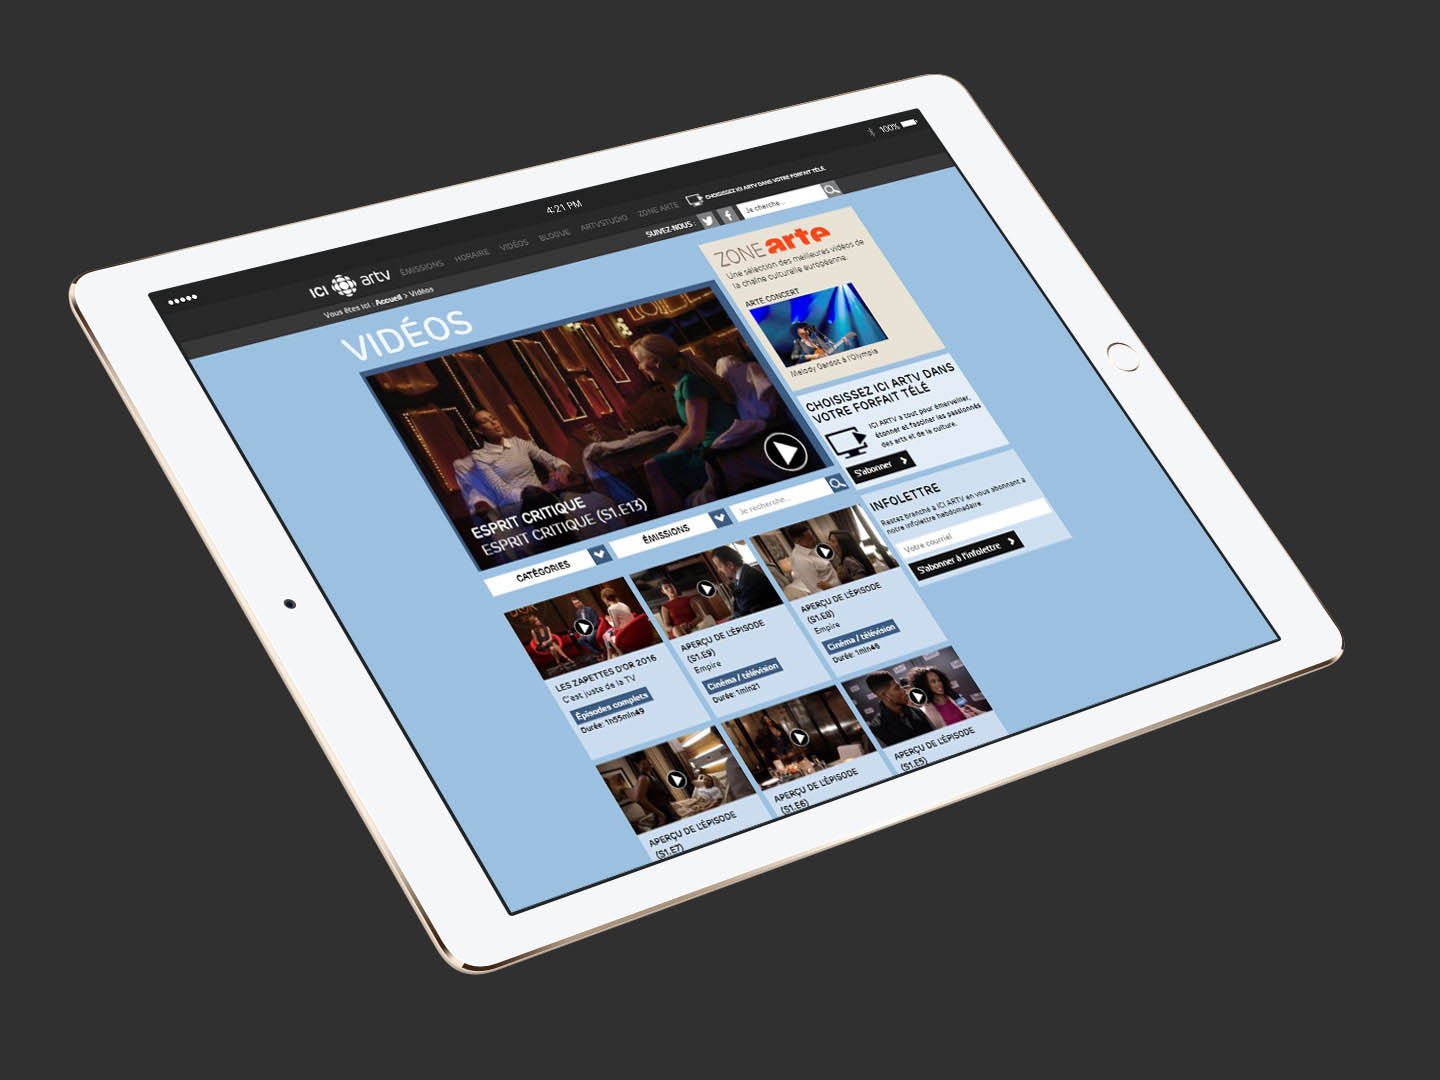 4:21 PM
100%
ICI artv
ÉMISSIONS
HORAIRE
VIDÉOS
BLOGUE
ARTVSTUDIO
ZONE ARTE
CHOISISSEZ ICI ARTV DANS VOTRE FORFAIT TÉLÉ
Vous êtes ici : Accueil > Vidéos
SUIVEZ-NOUS :
Je cherche...
VIDÉOS
ESPRIT CRITIQUE
ESPRIT CRITIQUE (S1.E13)
CATÉGORIES
ÉMISSIONS
Je recherche...
LES ZAPETTES D'OR 2016
C'est juste de la TV
Épisodes complets
Durée: 1h55min49
APERÇU DE L'ÉPISODE
(S1.E9)
Empire
Cinéma / télévision
Durée: 1min21
APERÇU DE L'ÉPISODE
(S1.E8)
Empire
Cinéma / télévision
Durée: 1min46
APERÇU DE L'ÉPISODE
(S1.E7)
APERÇU DE L'ÉPISODE
(S1.E6)
APERÇU DE L'ÉPISODE
(S1.E5)
ZONE arte
Une sélection des meilleures vidéos de
la chaîne culturelle européenne.
ARTE CONCERT
Melody Gardot à l'Olympia
CHOISISSEZ ICI ARTV DANS
VOTRE FORFAIT TÉLÉ
ICI ARTV a tout pour émerveiller,
étonner et fasciner les passionnés
des arts et de la culture.
S'abonner
INFOLETTRE
Restez branché à ICI ARTV en vous abonnant à
notre infolettre hebdomadaire.
Votre courriel
S'abonner à l'infolettre